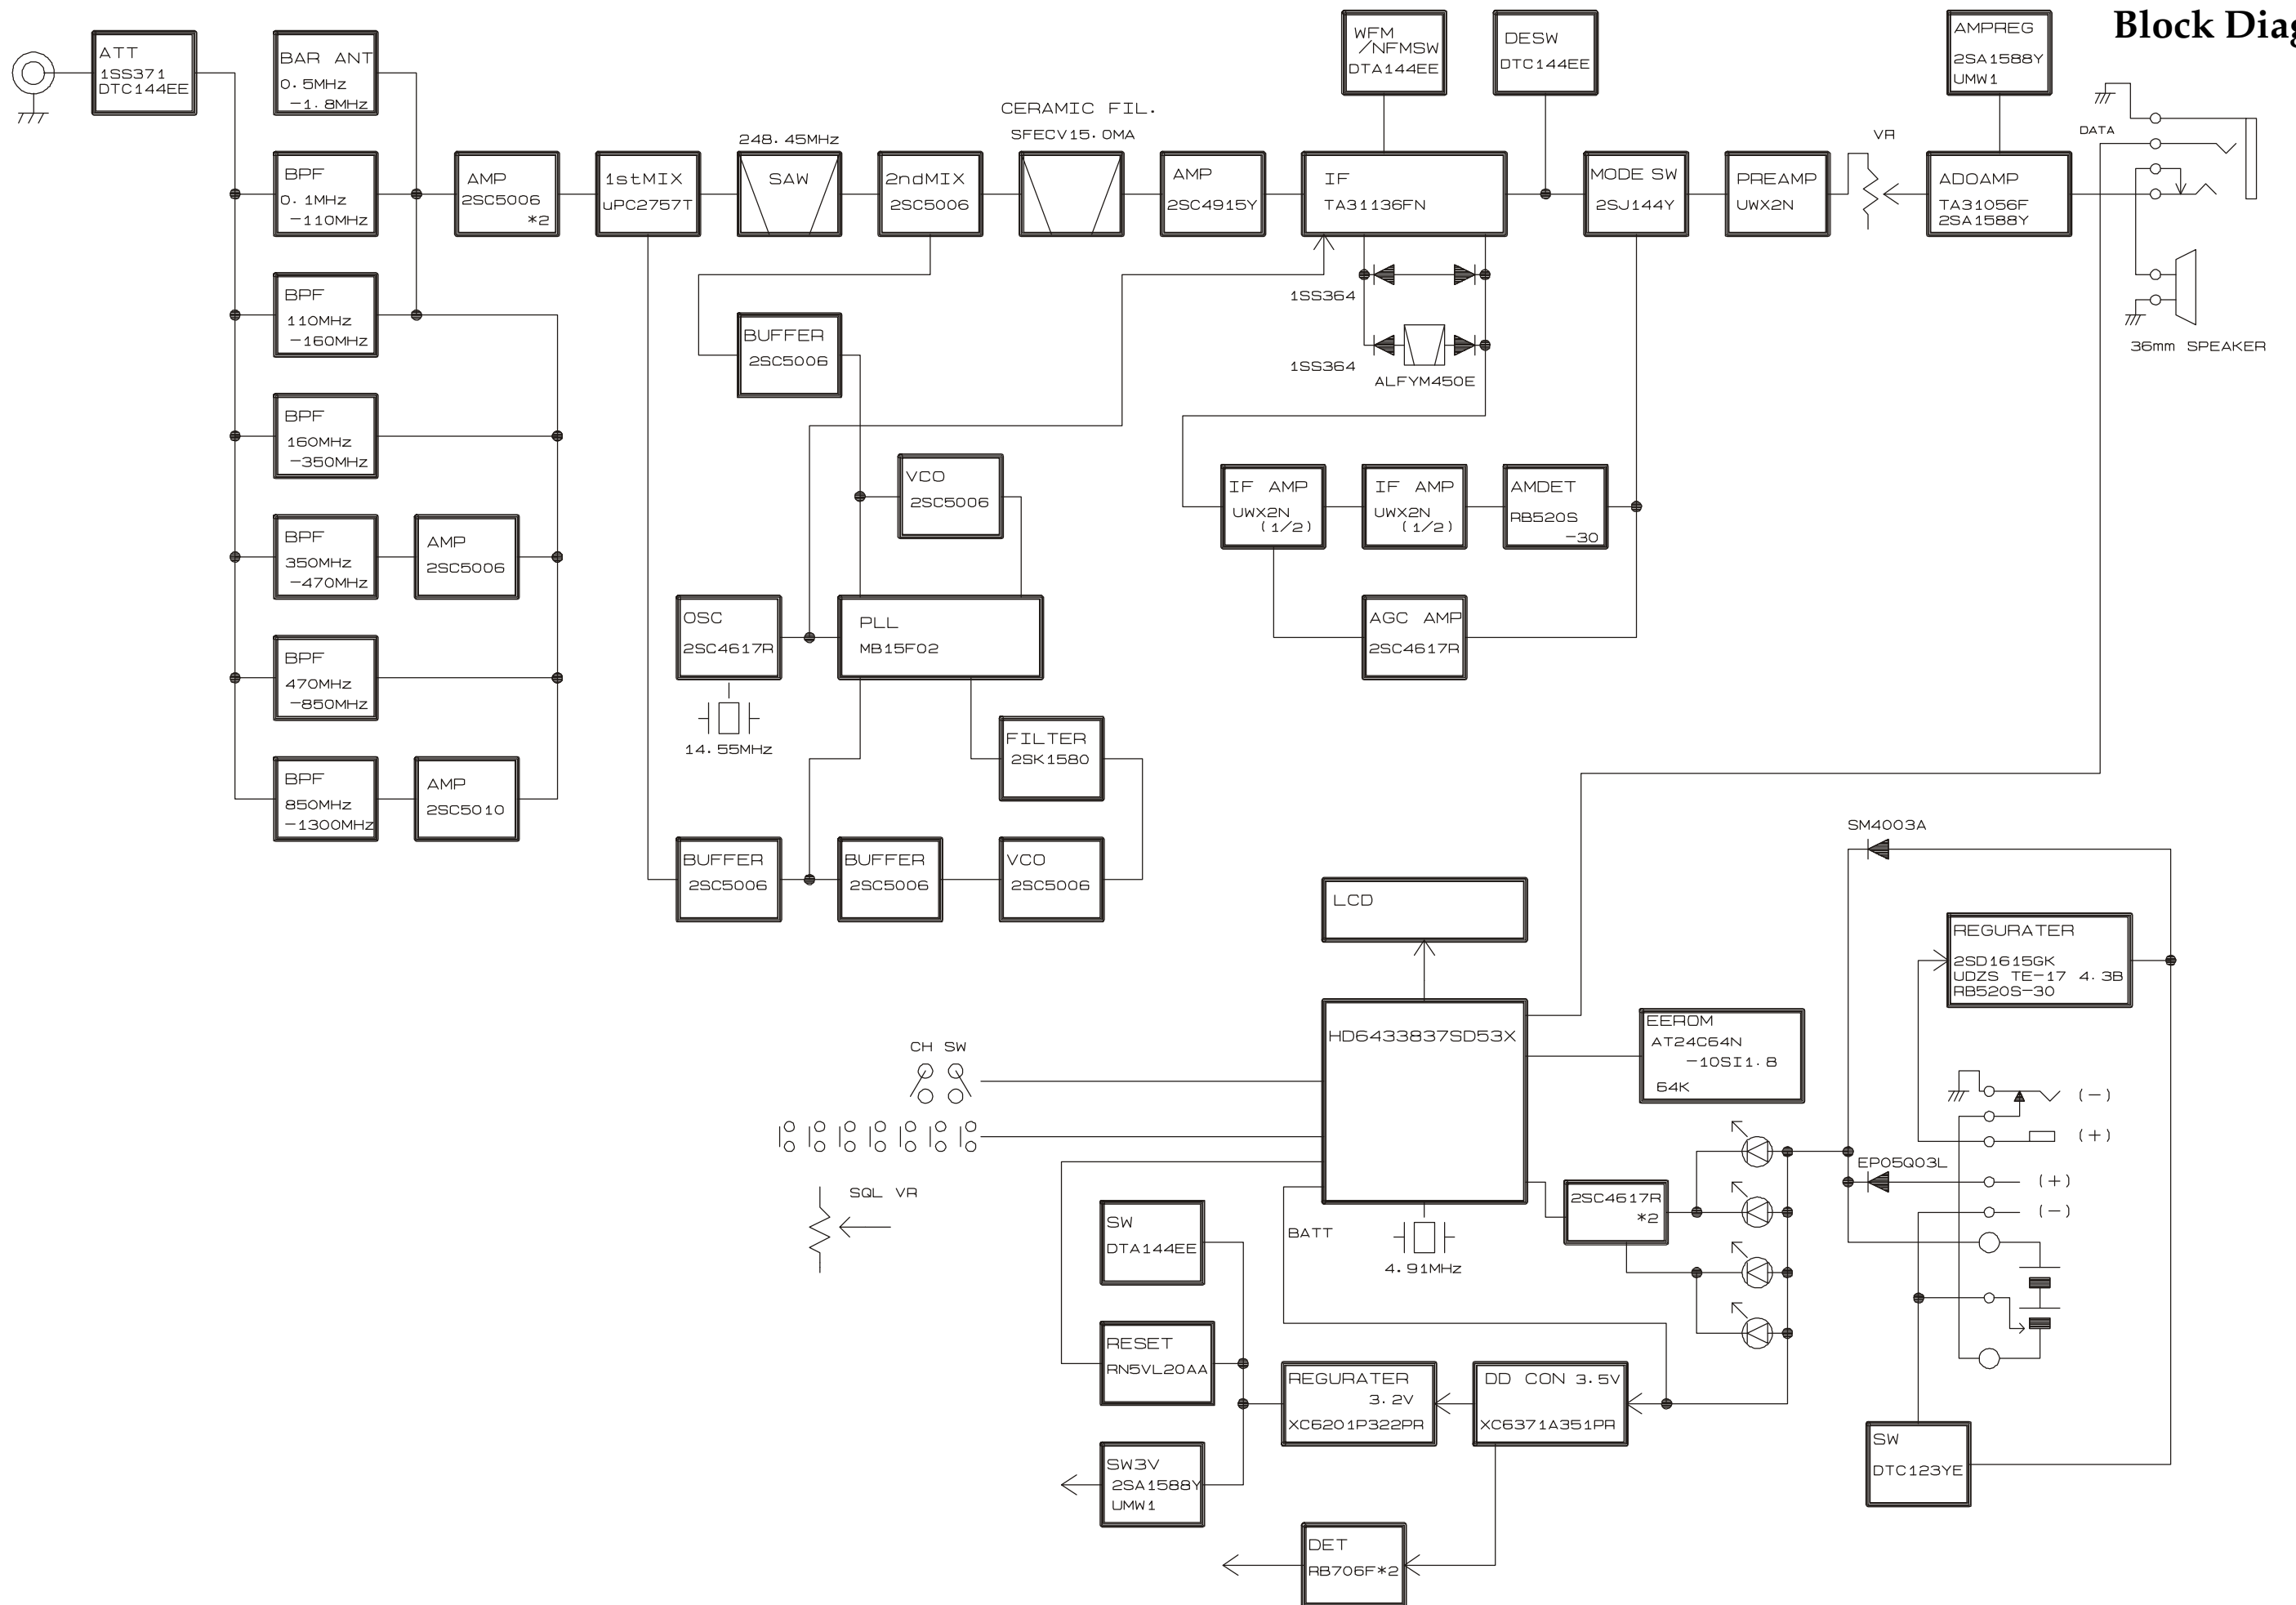 Block Diag
ATT
1SS371
DTC144EE
BAR ANT
0.5MHz
-1.8MHz
BPF
0.1MHz
-110MHz
BPF
110MHz
-160MHz
BPF
160MHz
-350MHz
BPF
350MHz
-470MHz
AMP
2SC5006
BPF
470MHz
-850MHz
BPF
850MHz
-1300MHz
AMP
2SC5010
AMP
2SC5006
*2
1stMIX
uPC2757T
248.45MHz
SAW
2ndMIX
2SC5006
CERAMIC FIL.
SFECV15.0MA
AMP
2SC4915Y
WFM
/NFMSW
DTA144EE
IF
TA31136FN
DESW
DTC144EE
MODE SW
2SJ144Y
PREAMP
UWX2N
VR
AMPREG
2SA1588Y
UMW1
ADOAMP
TA31056F
2SA1588Y
DATA
36mm SPEAKER
1SS364
1SS364
ALFYM450E
BUFFER
2SC5006
VCO
2SC5006
IF AMP
UWX2N
(1/2)
IF AMP
UWX2N
(1/2)
AMDET
RB520S
-30
AGC AMP
2SC4617R
OSC
2SC4617R
14.55MHz
PLL
MB15F02
FILTER
2SK1580
BUFFER
2SC5006
BUFFER
2SC5006
VCO
2SC5006
LCD
HD6433837SD53X
4.91MHz
EEROM
AT24C64N
-10SI1.8
64K
CH SW
SQL VR
BATT
2SC4617R
*2
SW
DTA144EE
RESET
RN5VL20AA
SW3V
2SA1588Y
UMW1
REGURATER
3.2V
XC6201P322PR
DD CON 3.5V
XC6371A351PR
DET
RB706F*2
SM4003A
REGURATER
2SD1615GK
UDZS TE-17 4.3B
RB520S-30
(-)
(+)
EP05Q03L
(+)
(-)
SW
DTC123YE